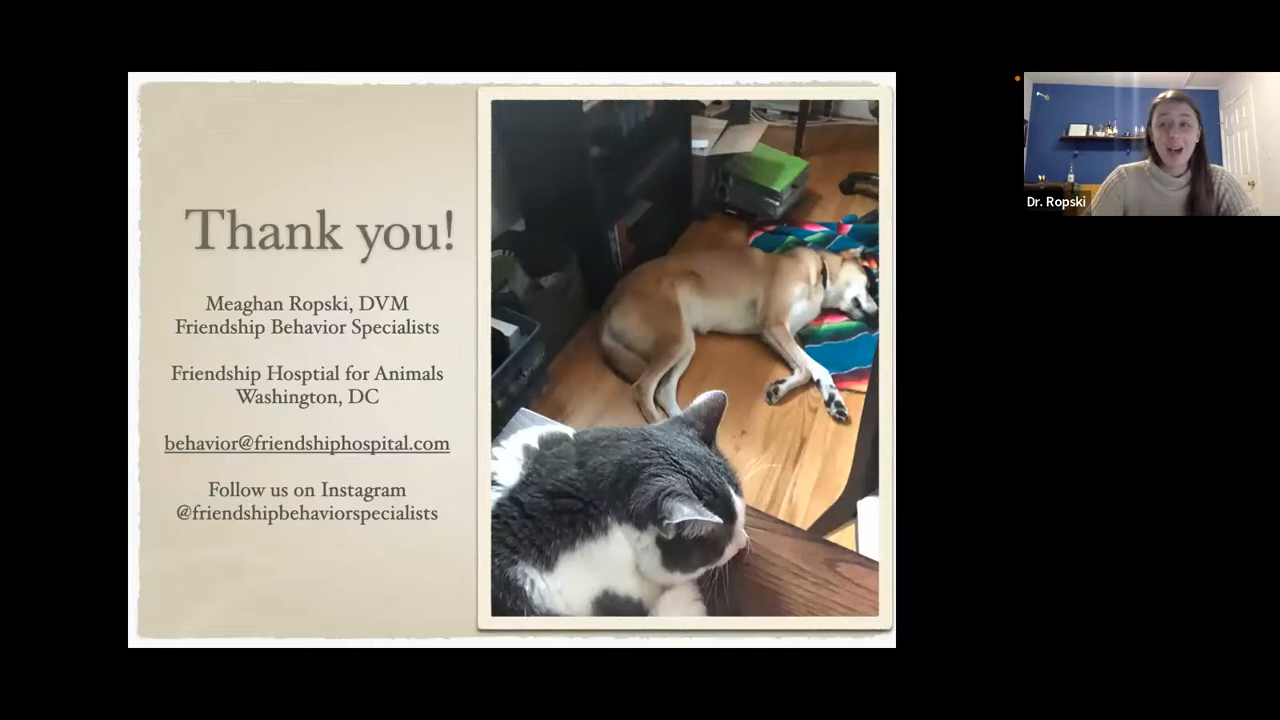 Thank you!
Meaghan Ropski, DVM
Friendship Behavior Specialists
Friendship Hosptial for Animals
Washington, DC
behavior@friendshiphospital.com
Follow us on Instagram
@friendshipbehaviorspecialists
Dr. Ropski